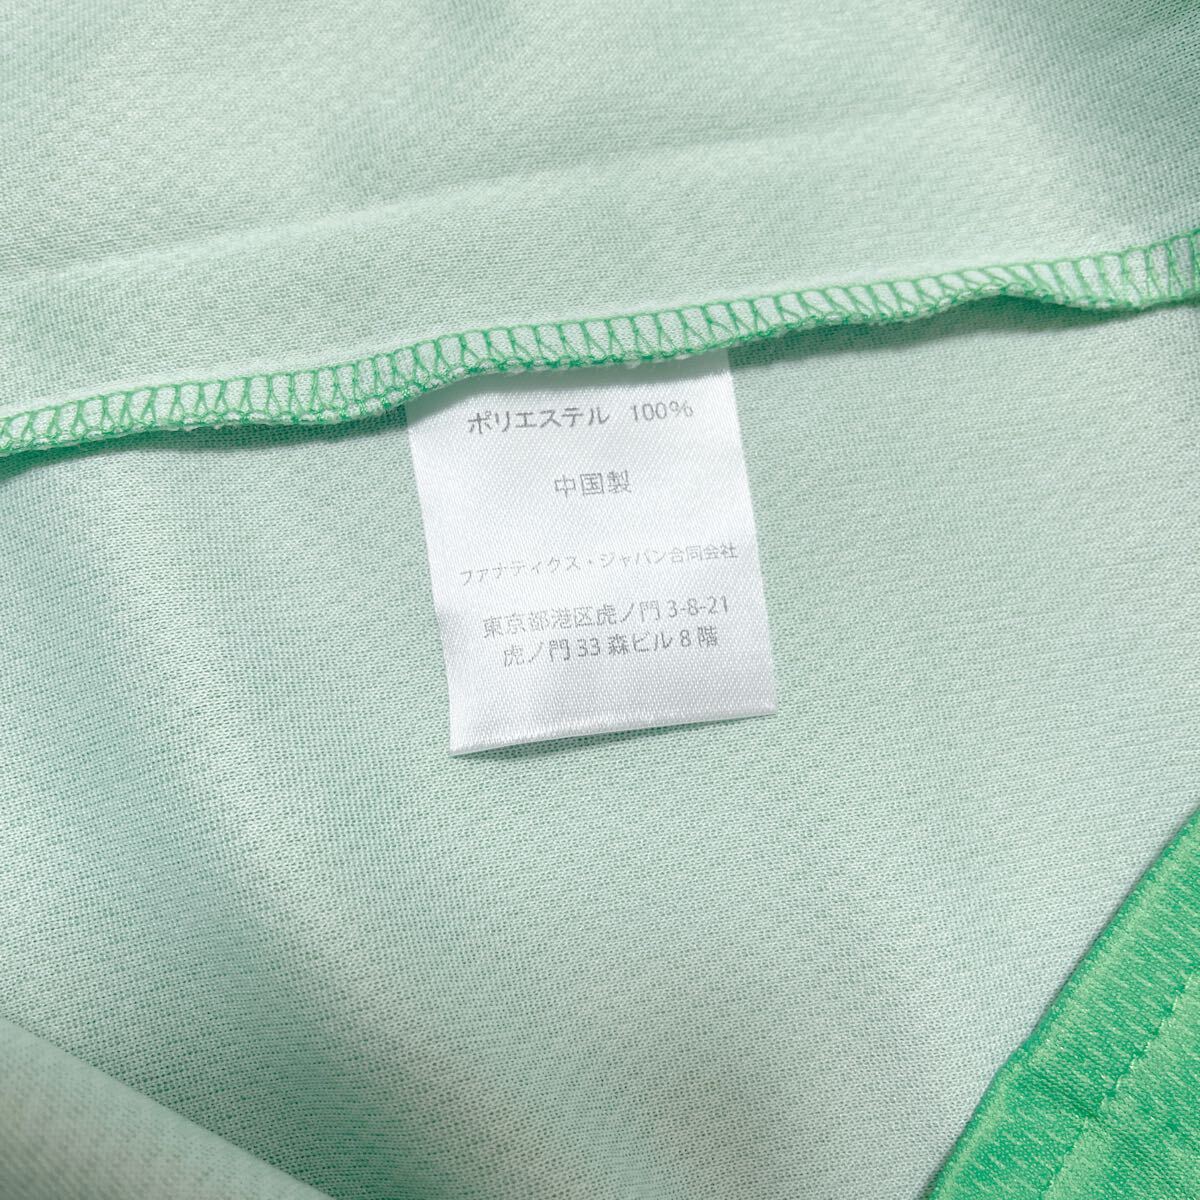 ポリエステル 100%
中国製
ファナティクス・ジャパン合同会社
東京都港区虎ノ門 3-8-21
虎ノ門 33 森ビル 8 階